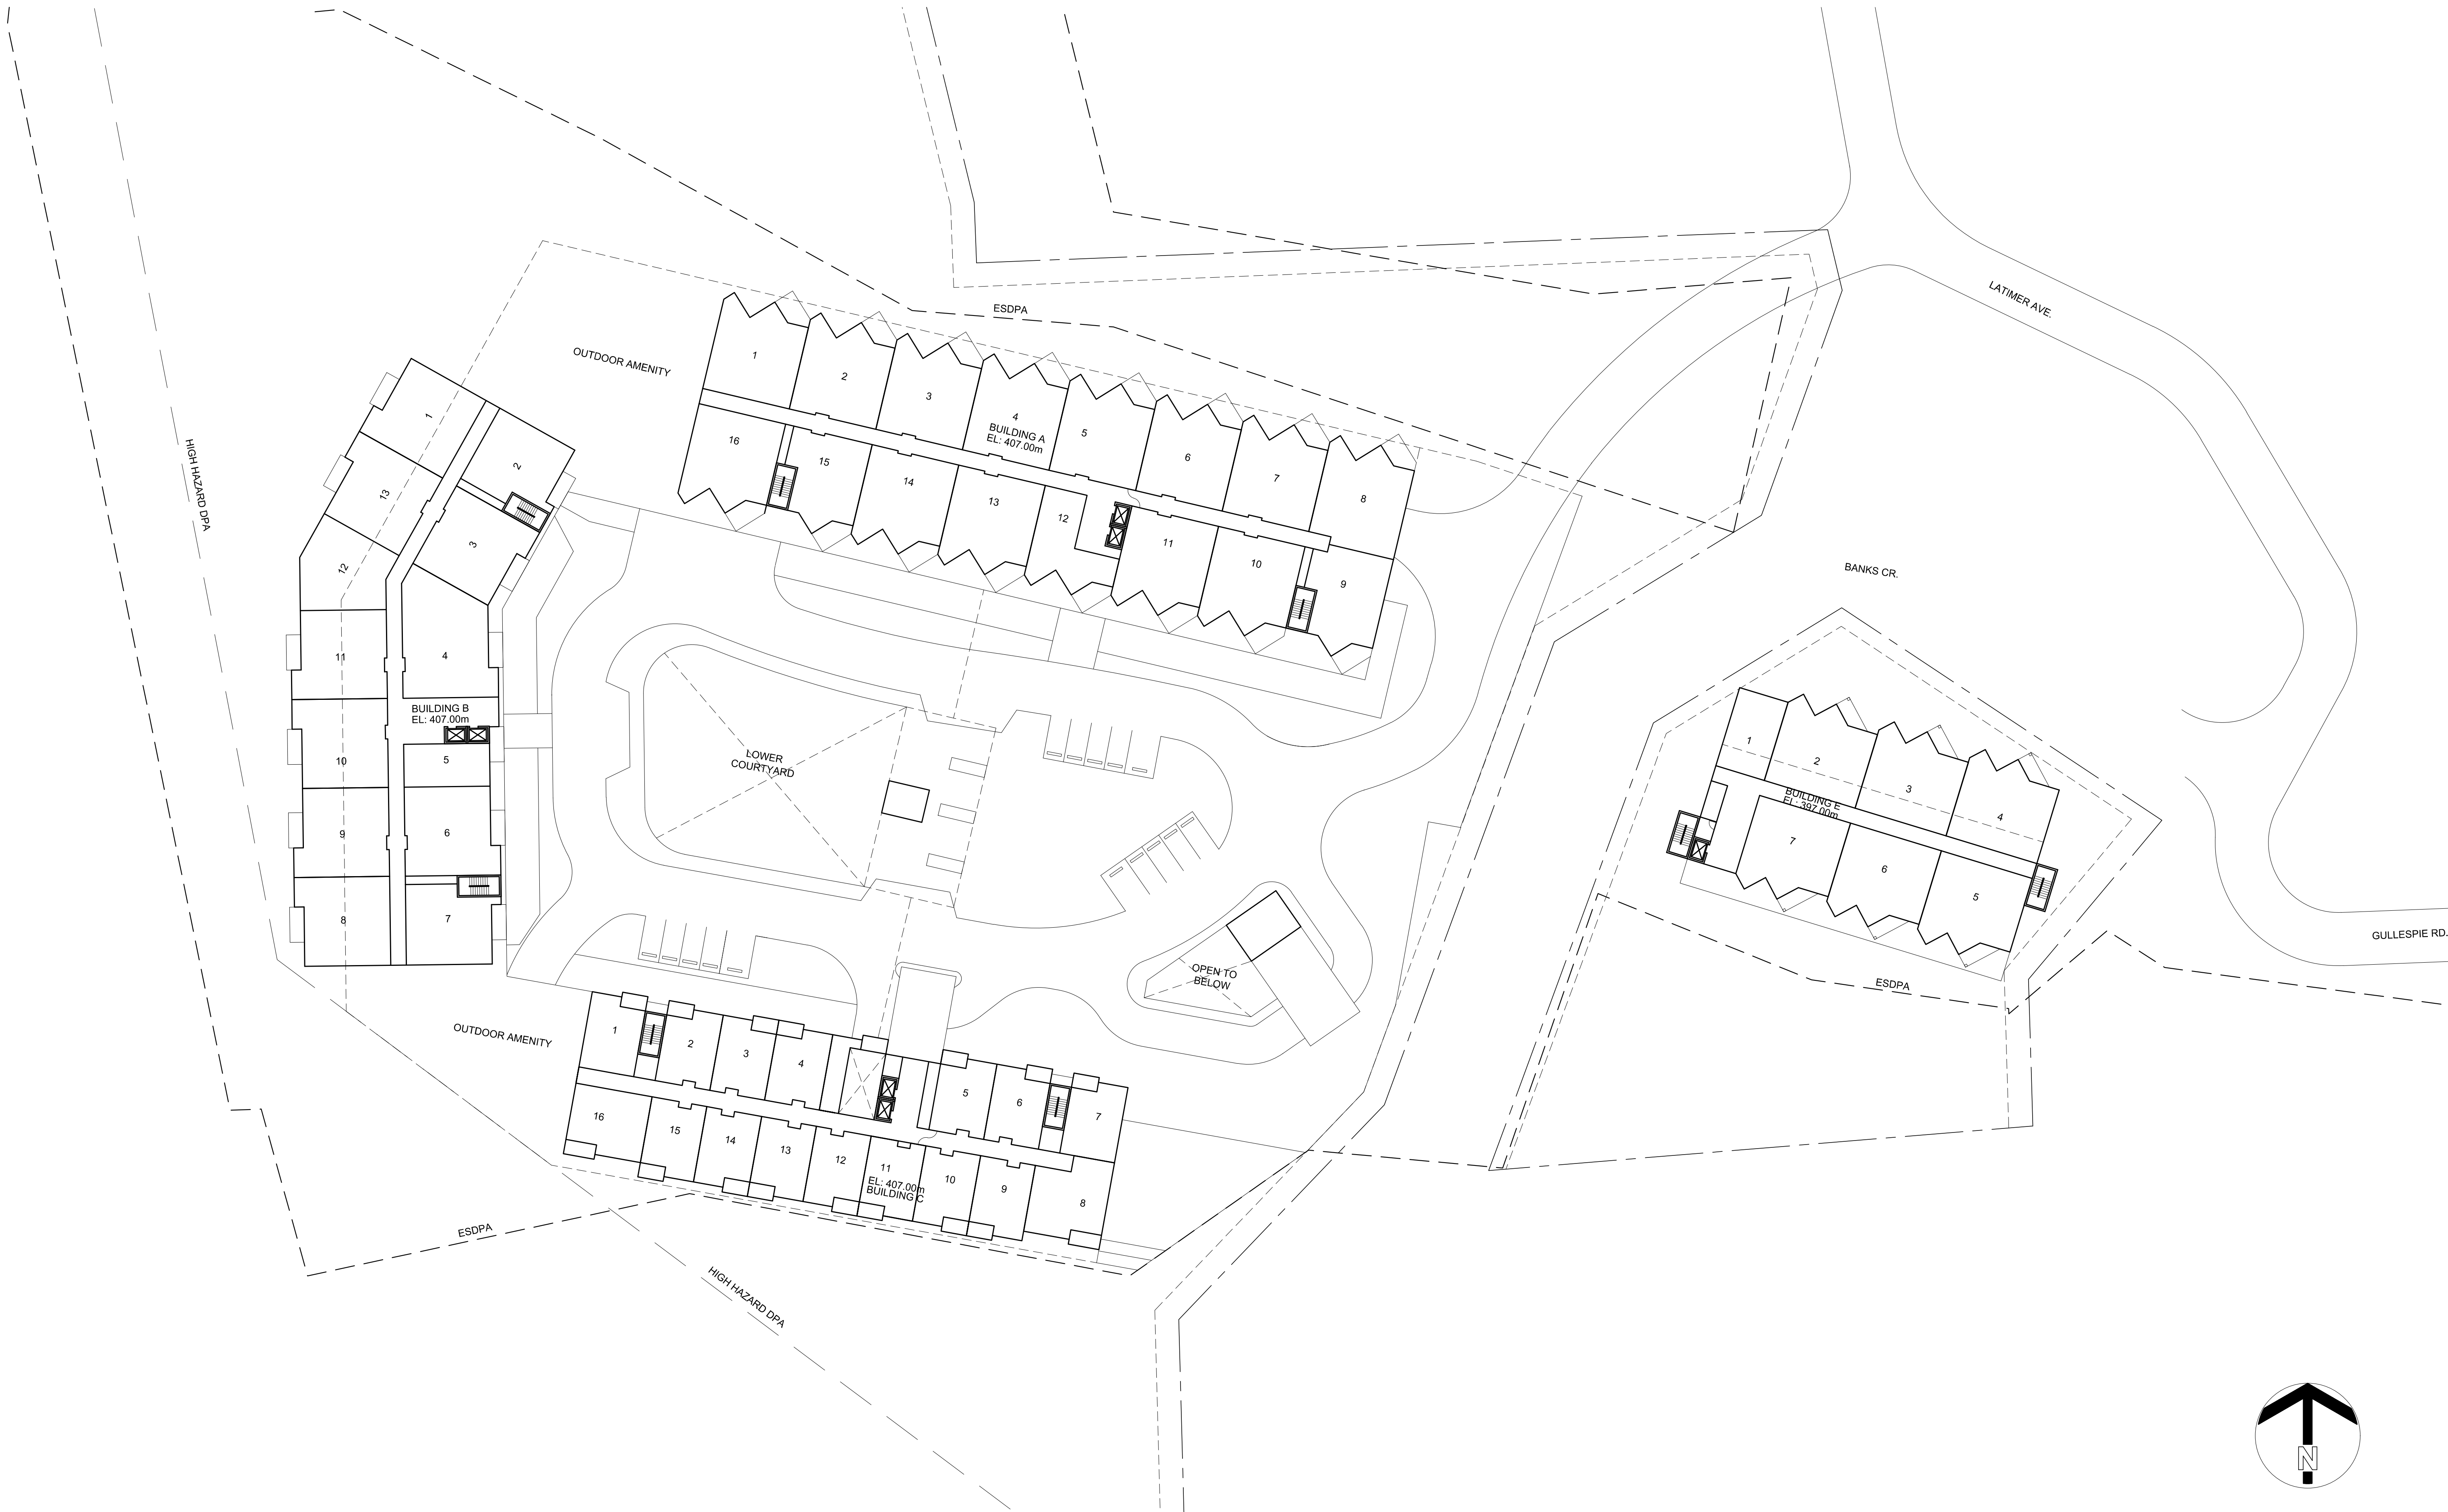 ESDPA
LATIMER AVE.
OUTDOOR AMENITY
HIGH HAZARD DPA
1
2
3
4
BUILDING A
EL: 407.00m
5
6
7
8
16
15
14
13
12
11
10
9
1
2
13
3
12
11
4
BUILDING B
EL: 407.00m
10
5
9
6
8
7
LOWER
COURTYARD
BANKS CR.
1
2
3
4
BUILDING E
EL: 397.00m
7
6
5
GULLESPIE RD.
ESDPA
OPEN TO
BELOW
OUTDOOR AMENITY
1
2
3
4
5
6
7
16
15
14
13
12
11
EL: 407.00m
BUILDING C
10
9
8
ESDPA
HIGH HAZARD DPA
N